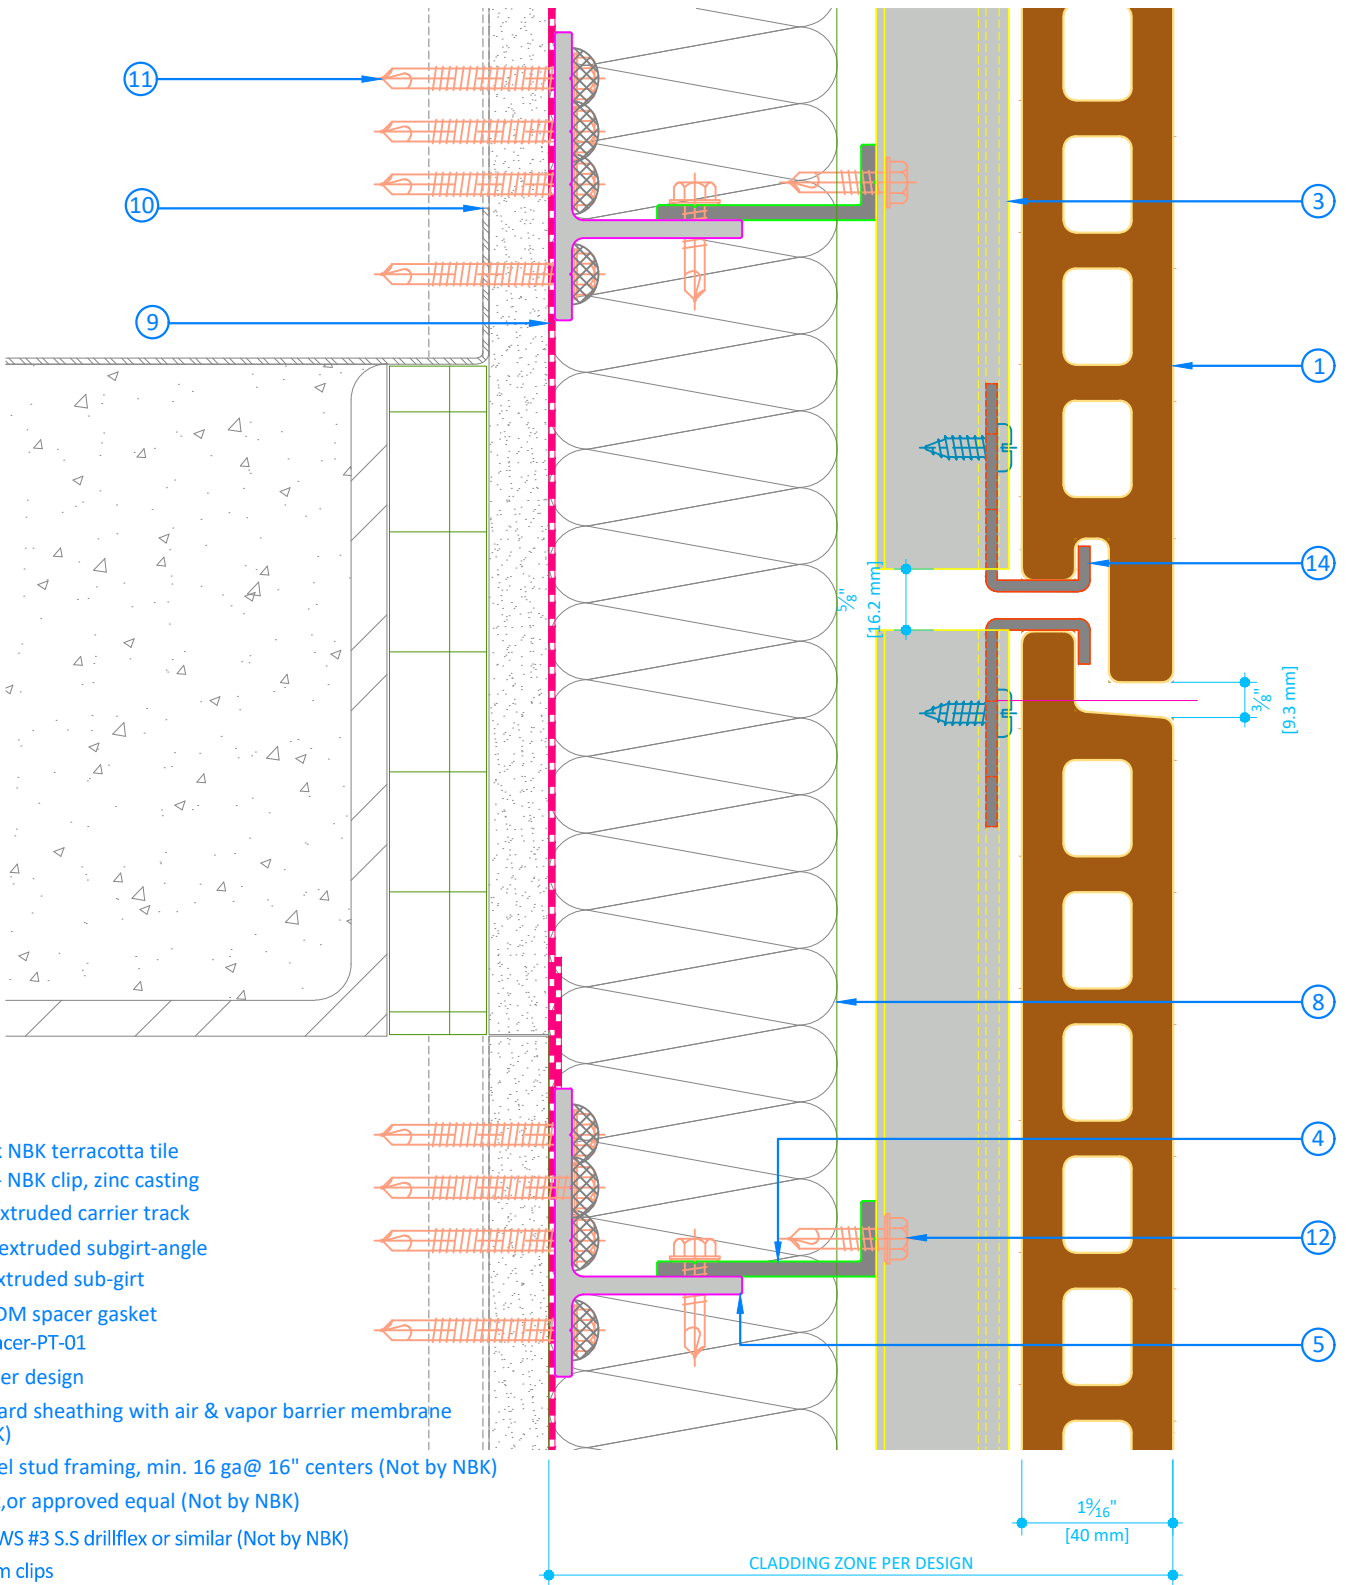 11
10
3
9
1
14
5/8"
[16.2 mm]
3/8"
[9.3 mm]
8
4
12
5
NBK terracotta tile
NBK clip, zinc casting
xtruded carrier track
extruded subgirt-angle
xtruded sub-girt
DM spacer gasket
acer-PT-01
er design
ard sheathing with air & vapor barrier membrane
K)
el stud framing, min. 16 ga@ 16" centers (Not by NBK)
,or approved equal (Not by NBK)
WS #3 S.S drillflex or similar (Not by NBK)
m clips
1 9/16"
[40 mm]
CLADDING ZONE PER DESIGN